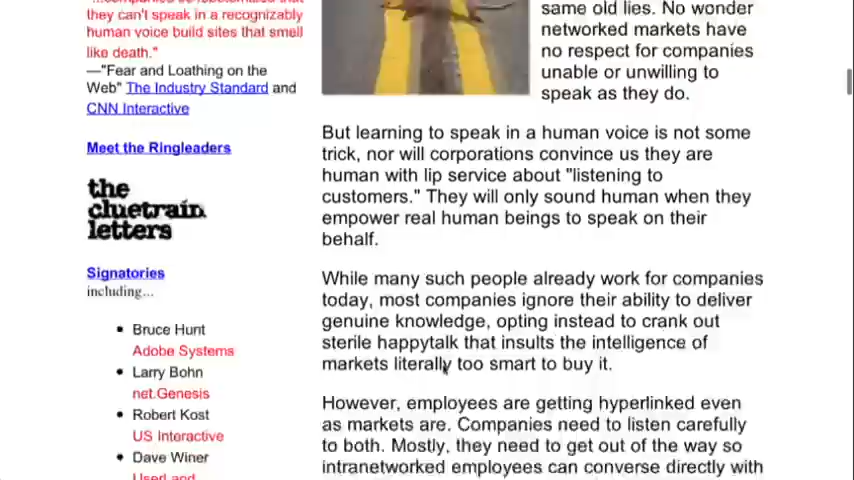 "...companies so lobotomized that
they can't speak in a recognizably
human voice build sites that smell
like death."
—"Fear and Loathing on the
Web" The Industry Standard and
CNN Interactive
Meet the Ringleaders
the
cluetrain
letters
Signatories
including...
Bruce Hunt
Adobe Systems
Larry Bohn
net.Genesis
Robert Kost
US Interactive
Dave Winer
UserLand
same old lies. No wonder
networked markets have
no respect for companies
unable or unwilling to
speak as they do.
But learning to speak in a human voice is not some
trick, nor will corporations convince us they are
human with lip service about "listening to
customers." They will only sound human when they
empower real human beings to speak on their
behalf.
While many such people already work for companies
today, most companies ignore their ability to deliver
genuine knowledge, opting instead to crank out
sterile happytalk that insults the intelligence of
markets literally too smart to buy it.
However, employees are getting hyperlinked even
as markets are. Companies need to listen carefully
to both. Mostly, they need to get out of the way so
intranetworked employees can converse directly with